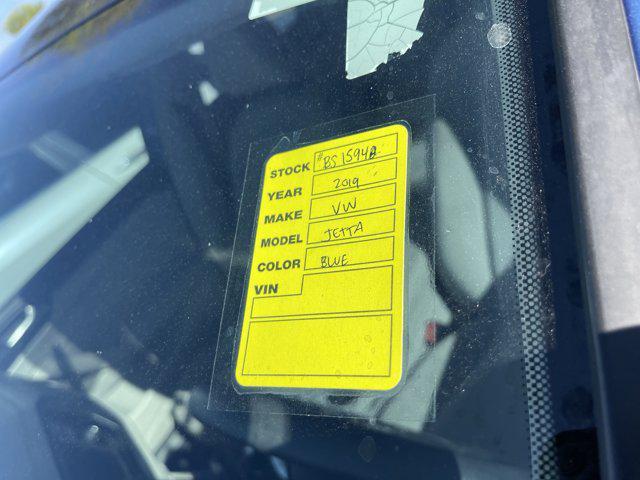 STOCK #BS1594B
YEAR 2019
MAKE VW
MODEL JETTA
COLOR BLUE
VIN